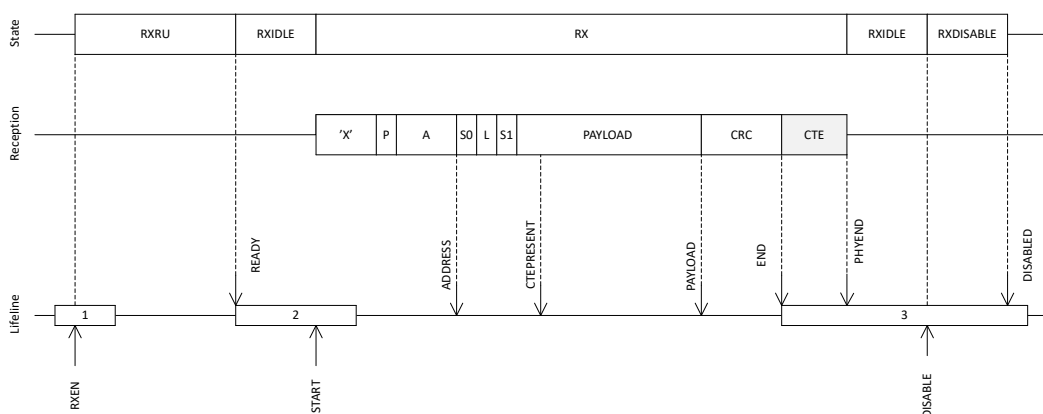 State
RXRU
RXIDLE
RX
RXIDLE
RXDISABLE
Reception
'X'
P
A
S0
L
S1
PAYLOAD
CRC
CTE
READY
ADDRESS
CTEPRESENT
PAYLOAD
END
PHYEND
DISABLED
Lifeline
1
2
3
RXEN
START
DISABLE